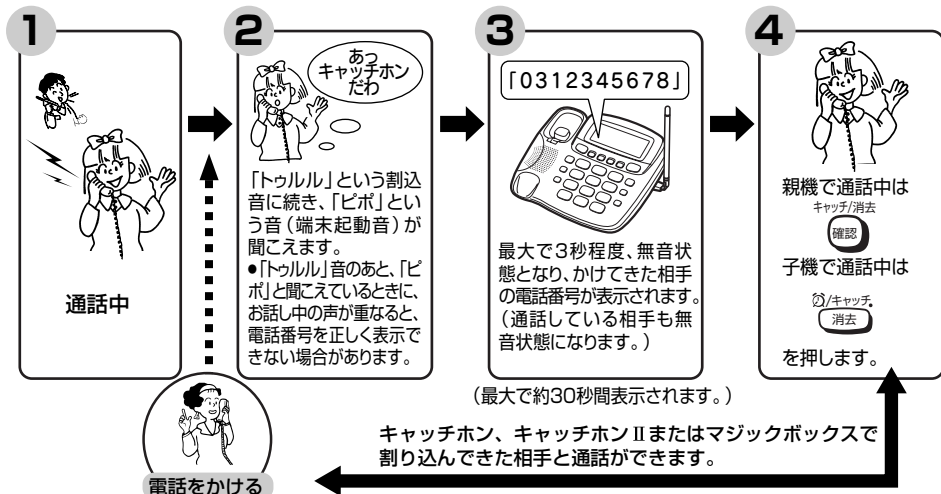 1
通話中
2
あっ
キャッチホン
だわ
「トゥルル」という割込
音に続き、「ピポ」とい
う音(端末起動音)が
聞こえます。
●「トゥルル」音のあと、「ピ
ポ」と聞こえているときに、
お話し中の声が重なると、
電話番号を正しく表示で
きない場合があります。
3
「0312345678」
最大で3秒程度、無音状
態となり、かけてきた相手
の電話番号が表示されます。
(通話している相手も無
音状態になります。)
(最大で約30秒間表示されます。)
4
親機で通話中は
キャッチ/消去
確認
子機で通話中は
/キャッチ
消去
を押します。
キャッチホン、キャッチホンⅡまたはマジックボックスで
割り込んできた相手と通話ができます。
電話をかける